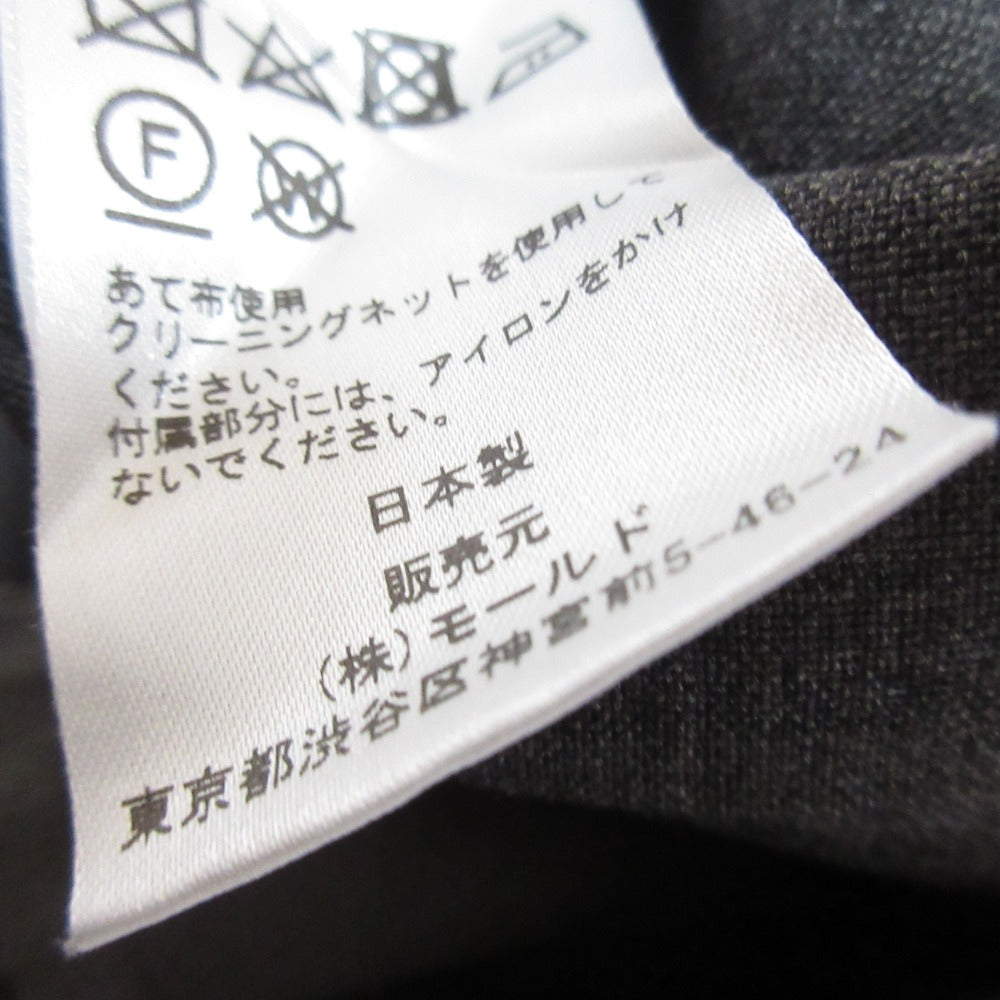 F
W
あて布使用
クリーニングネットを使用して
ください。
付属部分には、アイロンをかけ
ないでください。
日本製
販売元
(株)モールド
東京都渋谷区神宮前5-46-2A